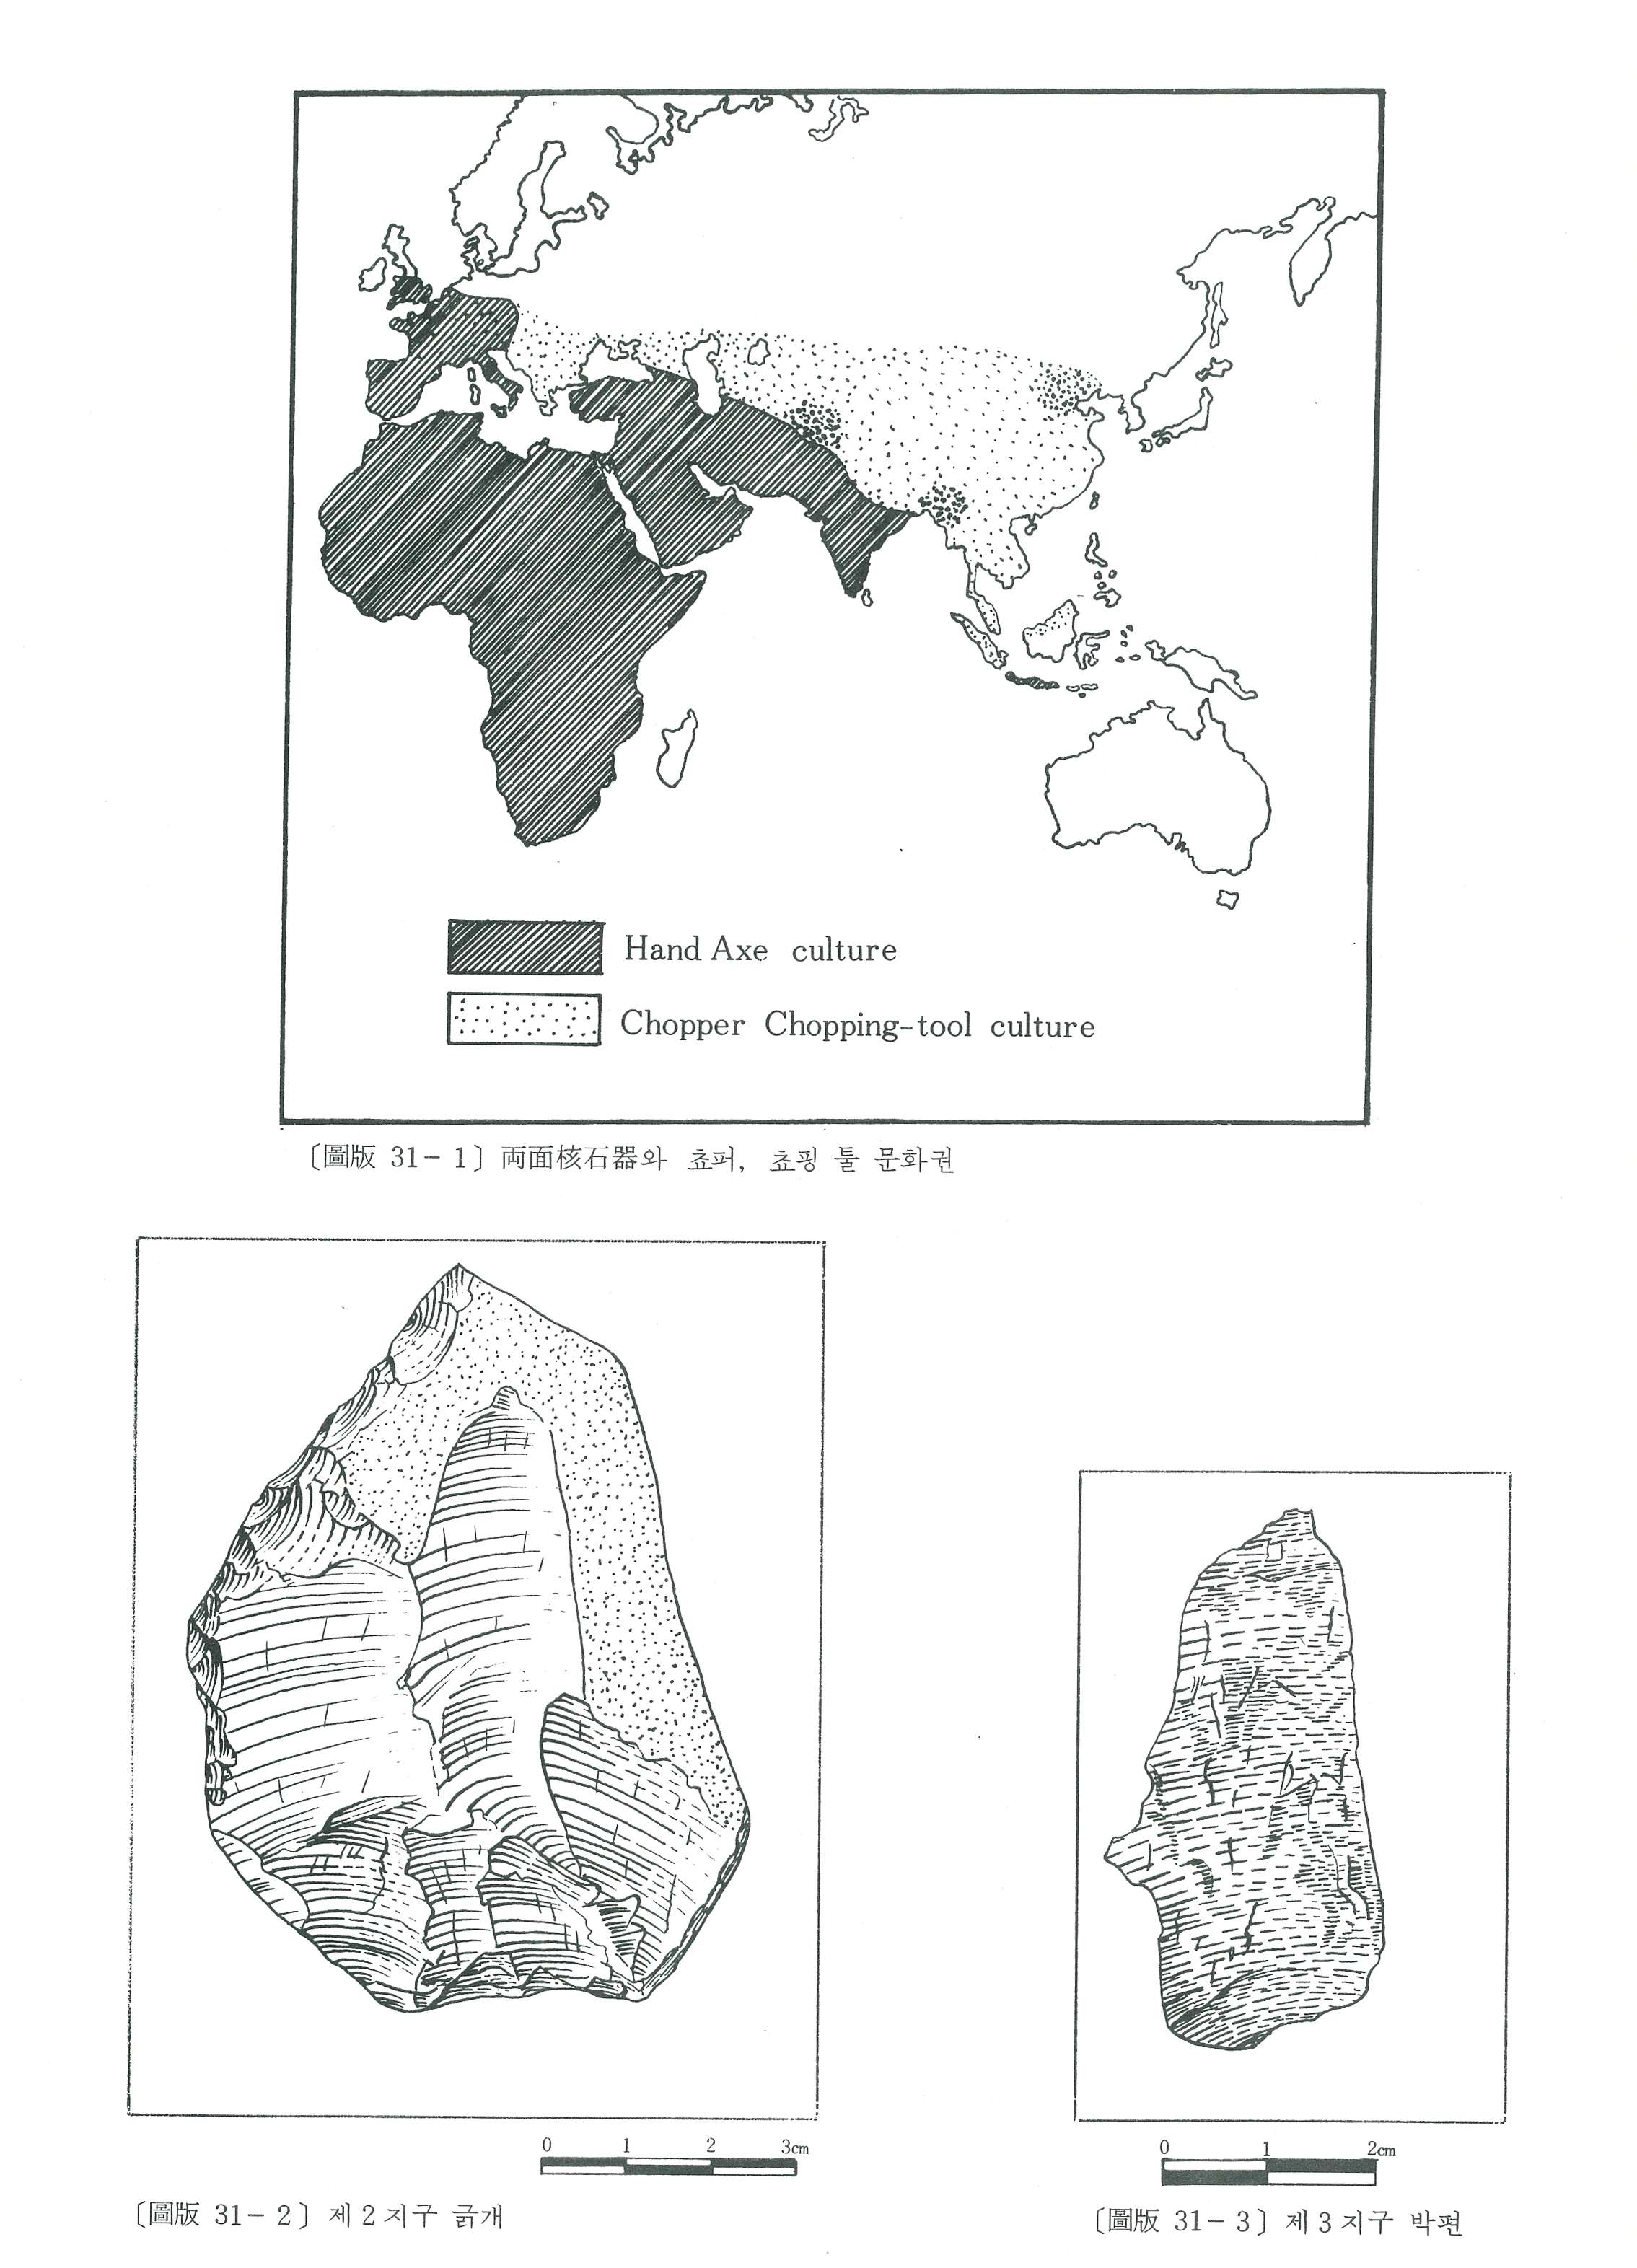 Hand Axe culture
Chopper Chopping-tool culture
〔圖版 31-1〕両面核石器와 쵸퍼, 쵸핑 툴 문화권
0 1 2 3cm
〔圖版 31-2〕제2지구 긁개
0 1 2cm
〔圖版 31-3〕제3지구 박편